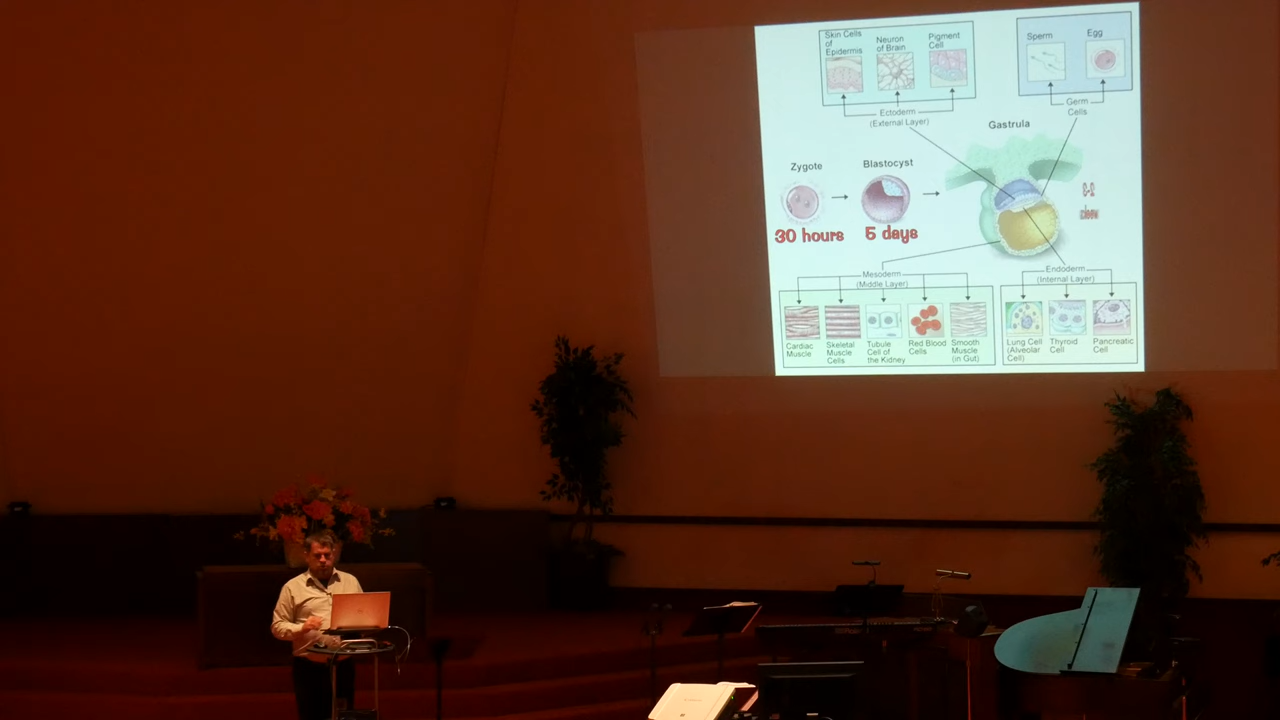 Skin Cells
of
Epidermis
Neuron
of Brain
Pigment
Cell
Sperm
Egg
Ectoderm
(External Layer)
Germ
Cells
Gastrula
Zygote
Blastocyst
30 hours
5 days
Mesoderm
(Middle Layer)
Endoderm
(Internal Layer)
Cardiac
Muscle
Skeletal
Muscle
Cells
Tubule
Cell of
the Kidney
Red Blood
Cells
Smooth
Muscle
(in Gut)
Lung Cell
(Alveolar
Cell)
Thyroid
Cell
Pancreatic
Cell